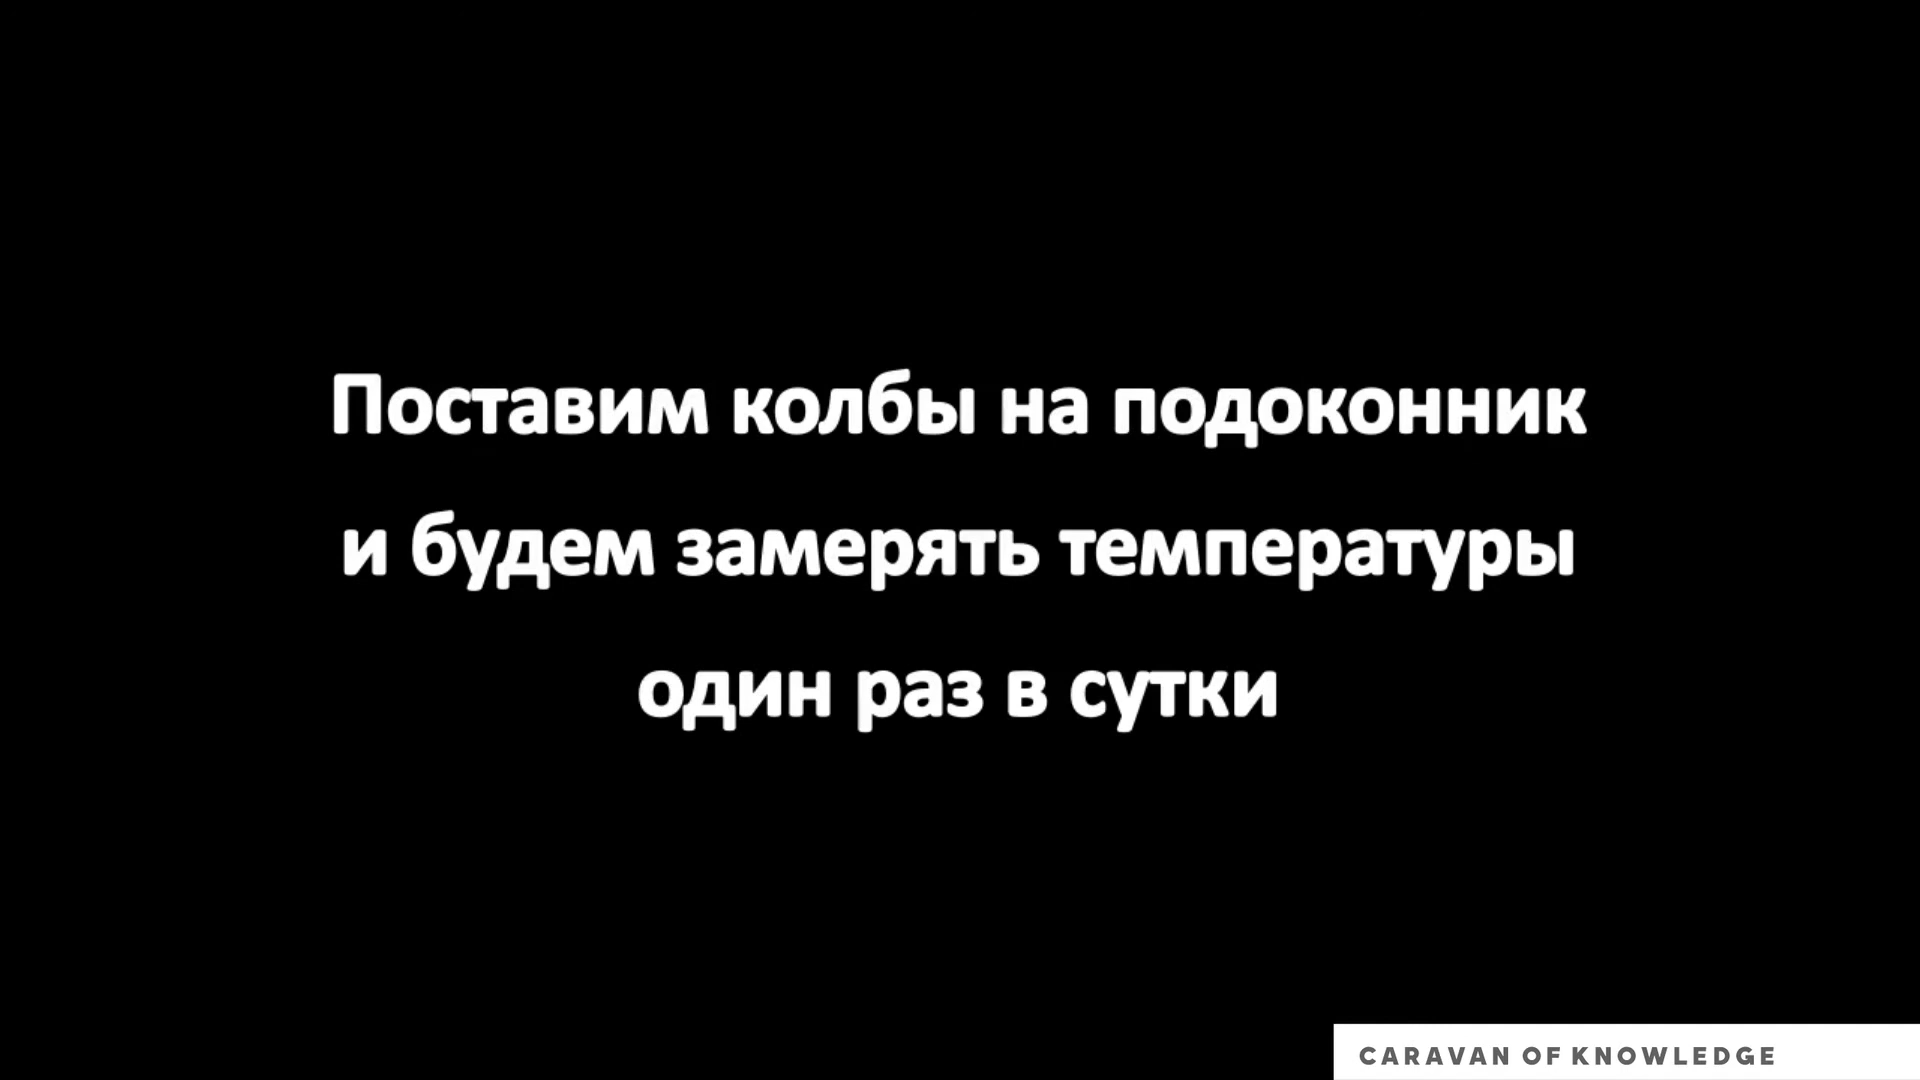 Поставим колбы на подоконник
и будем замерять температуры
один раз в сутки
CARAVAN OF KNOWLEDGE